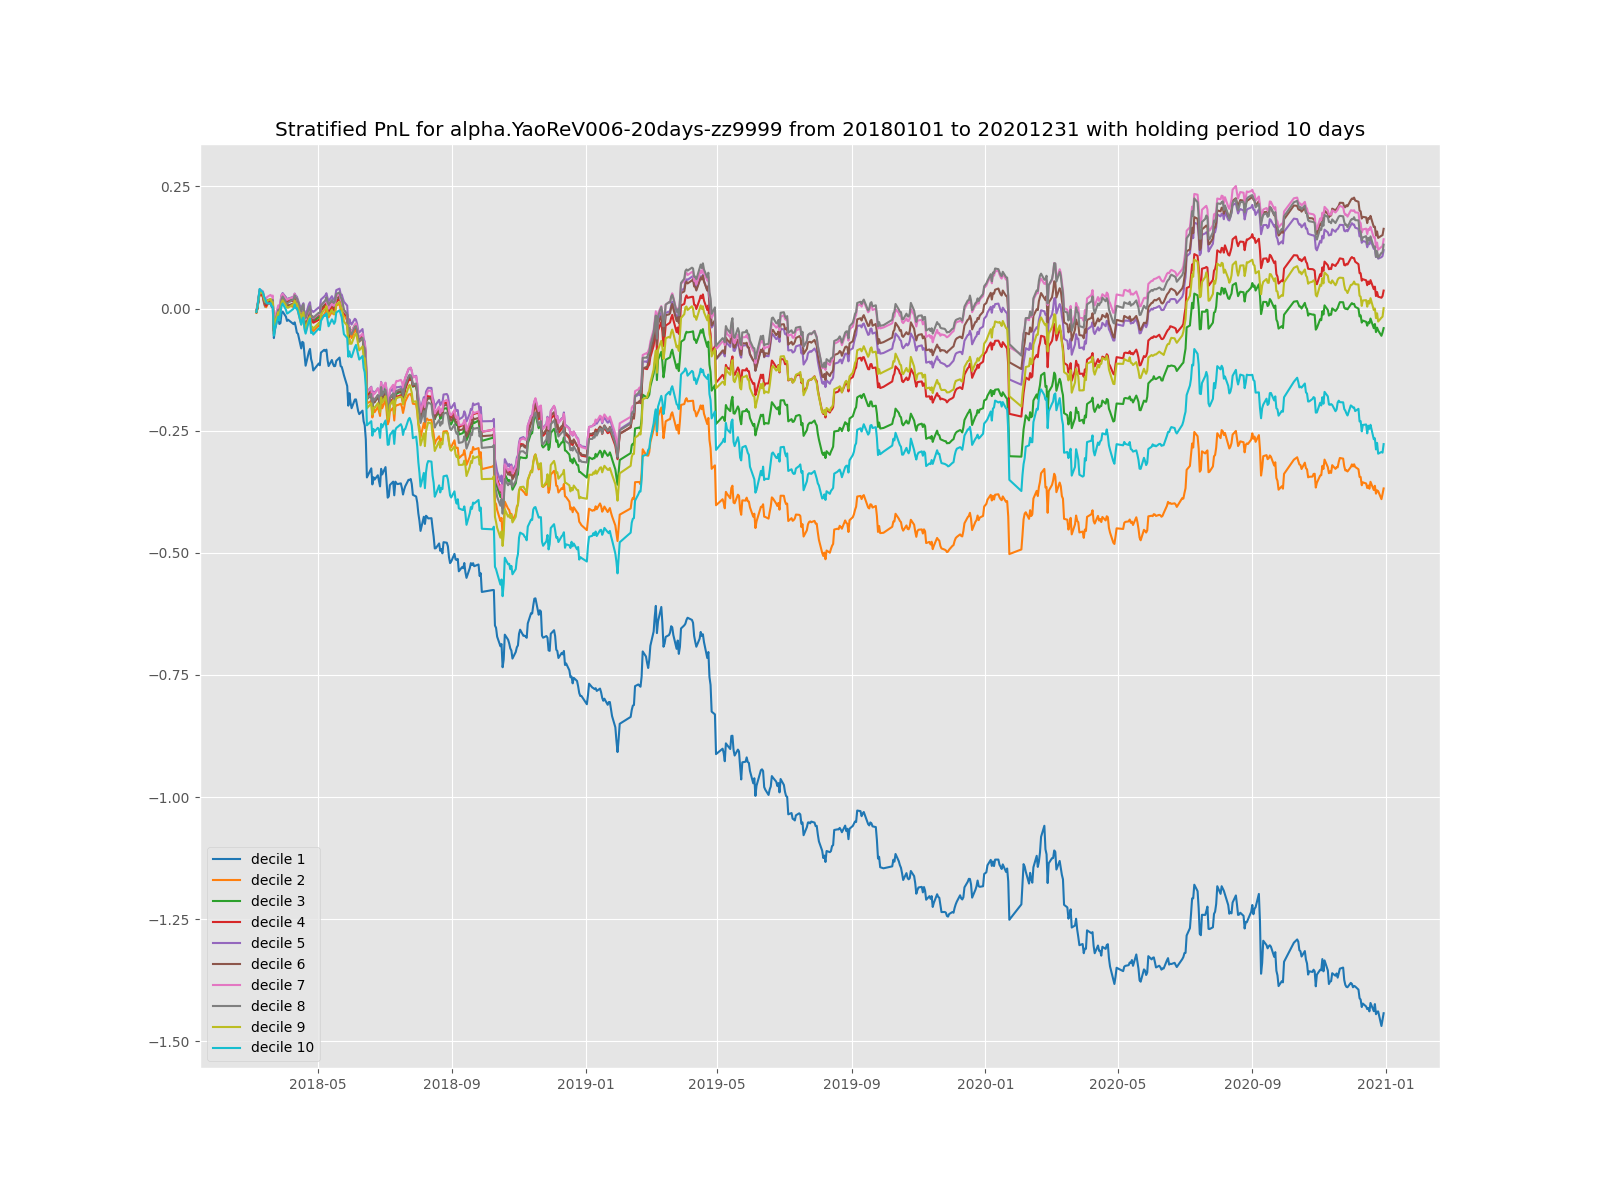 Stratified PnL for alpha.YaoReV006-20days-zz9999 from 20180101 to 20201231 with holding period 10 days
0.25
0.00
−0.25
−0.50
−0.75
−1.00
−1.25
−1.50
decile 1
decile 2
decile 3
decile 4
decile 5
decile 6
decile 7
decile 8
decile 9
decile 10
2018-05 2018-09 2019-01 2019-05 2019-09 2020-01 2020-05 2020-09 2021-01